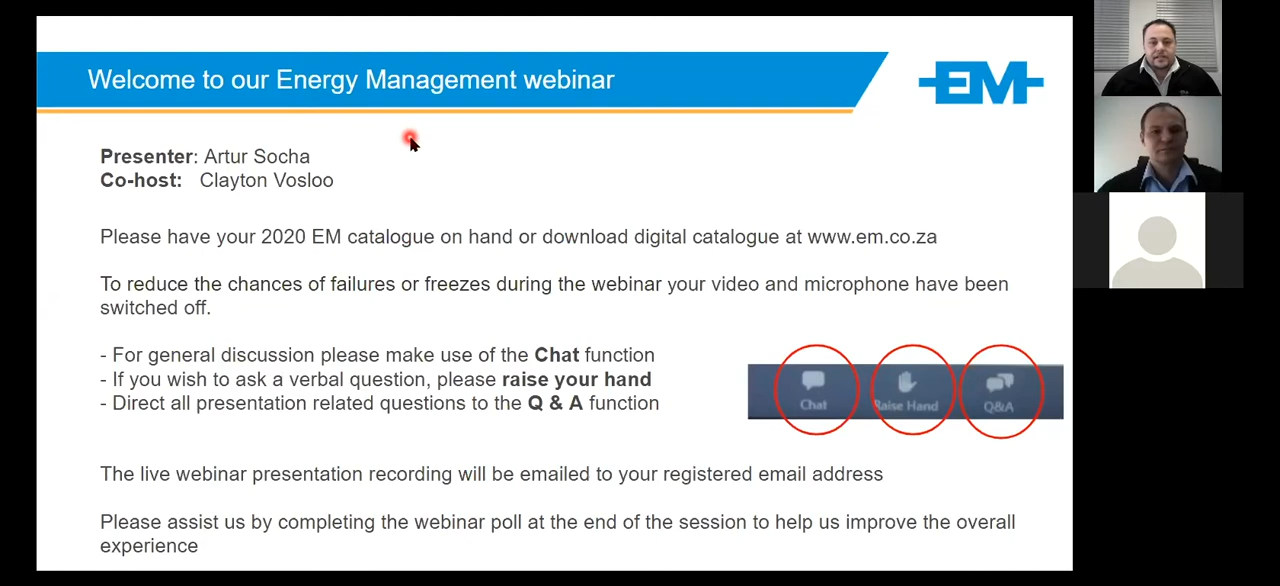 Welcome to our Energy Management webinar
EM
Presenter: Artur Socha
Co-host: Clayton Vosloo
Please have your 2020 EM catalogue on hand or download digital catalogue at www.em.co.za
To reduce the chances of failures or freezes during the webinar your video and microphone have been
switched off.
- For general discussion please make use of the Chat function
- If you wish to ask a verbal question, please raise your hand
- Direct all presentation related questions to the Q & A function
Chat
Raise Hand
Q&A
The live webinar presentation recording will be emailed to your registered email address
Please assist us by completing the webinar poll at the end of the session to help us improve the overall
experience